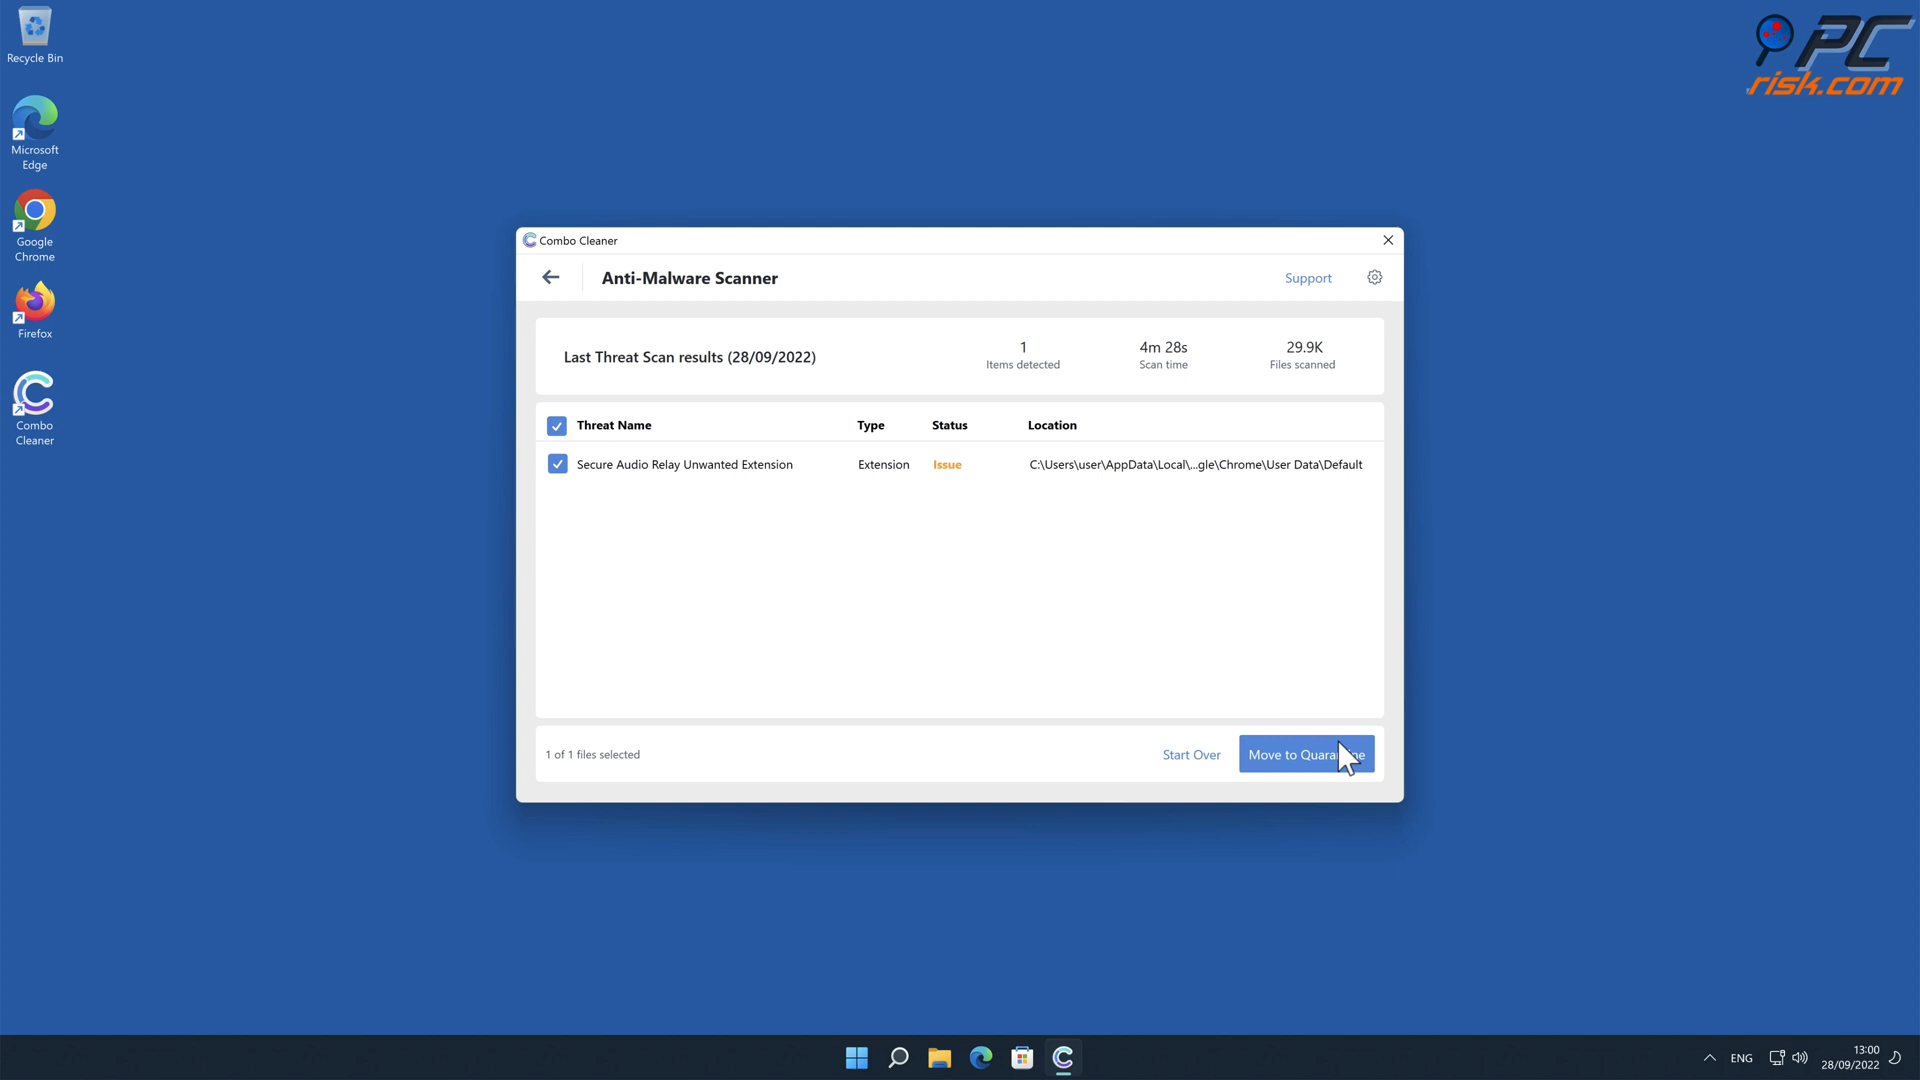 Recycle Bin
Microsoft
Edge
Google
Chrome
Firefox
Combo
Cleaner
PC
risk.com
Combo Cleaner
Anti-Malware Scanner
Support
Last Threat Scan results (28/09/2022)
1
Items detected
4m 28s
Scan time
29.9K
Files scanned
Threat Name Type Status Location
Secure Audio Relay Unwanted Extension Extension Issue C:\Users\user\AppData\Local\...gle\Chrome\User Data\Default
1 of 1 files selected
Start Over
Move to Quarantine
ENG
13:00
28/09/2022